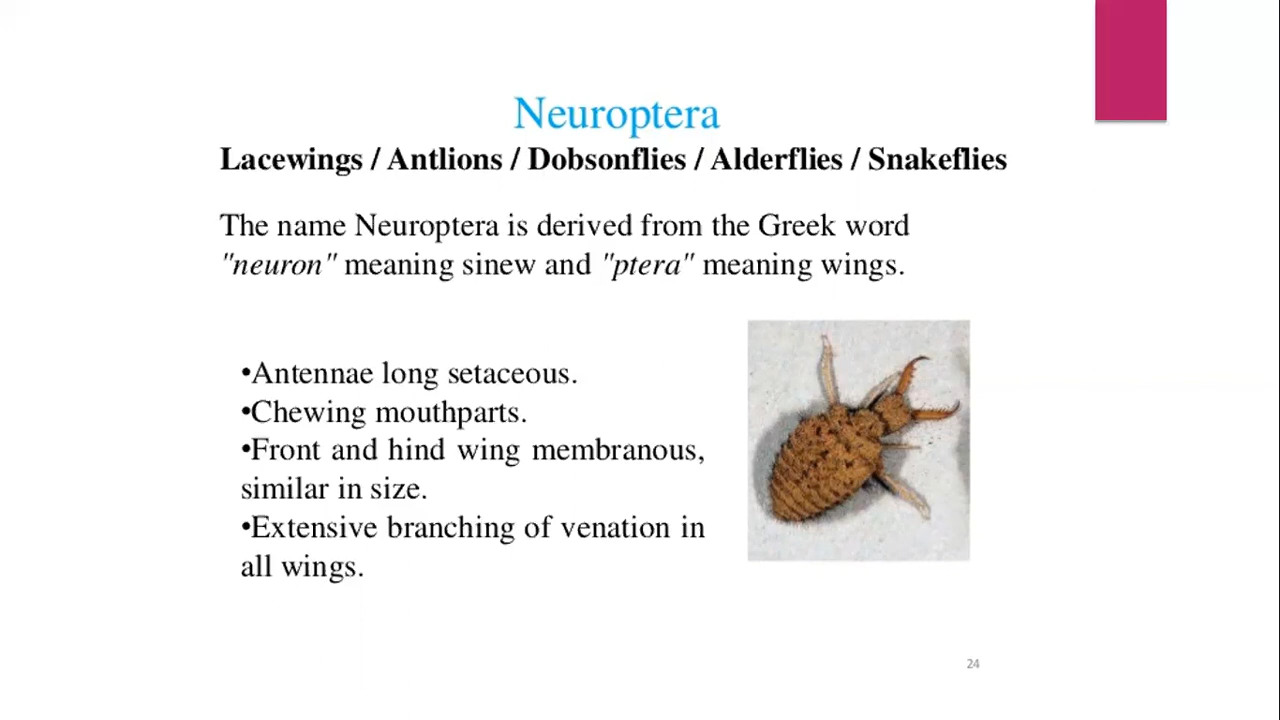 Neuroptera
Lacewings / Antlions / Dobsonflies / Alderflies / Snakeflies
The name Neuroptera is derived from the Greek word
"neuron" meaning sinew and "ptera" meaning wings.
•Antennae long setaceous.
•Chewing mouthparts.
•Front and hind wing membranous,
similar in size.
•Extensive branching of venation in
all wings.
24